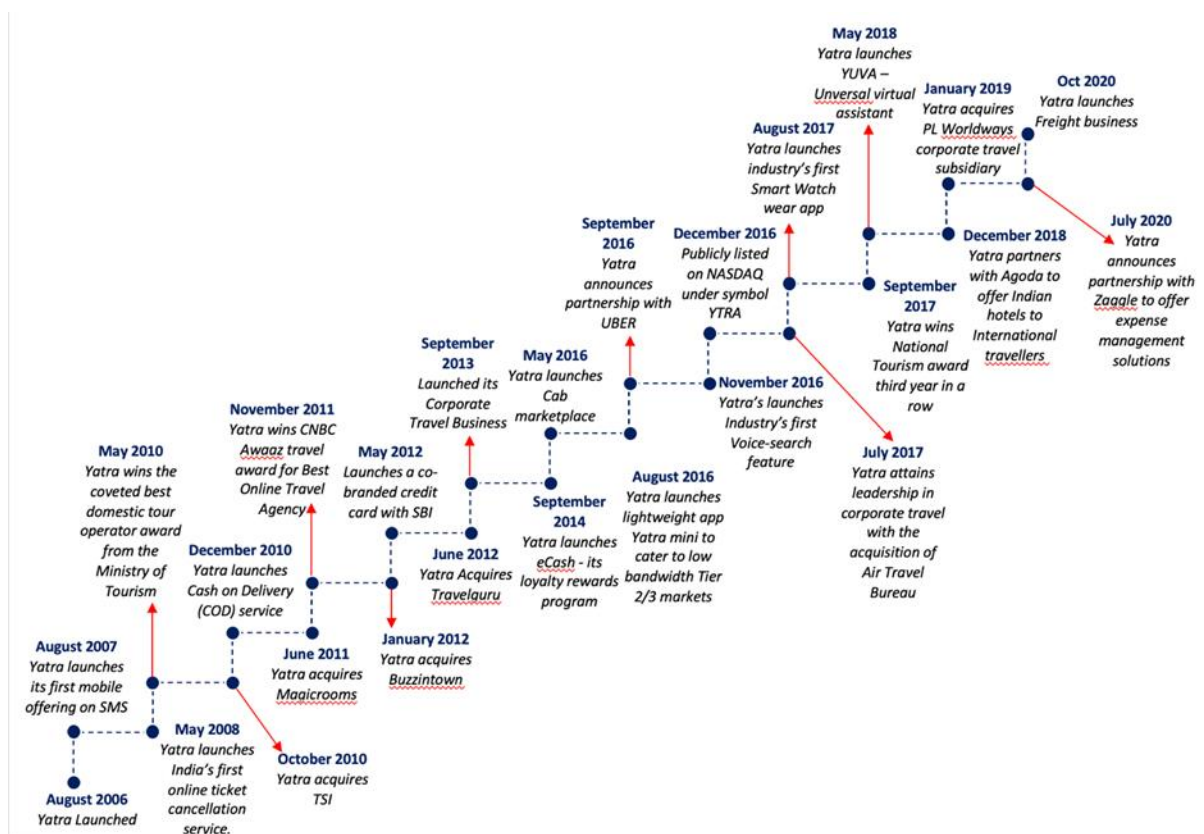 August 2006
Yatra Launched
August 2007
Yatra launches
its first mobile
offering on SMS
May 2008
Yatra launches
India's first
online ticket
cancellation
service.
May 2010
Yatra wins the
coveted best
domestic tour
operator award
from the
Ministry of
Tourism
October 2010
Yatra acquires
TSI
December 2010
Yatra launches
Cash on Delivery
(COD) service
June 2011
Yatra acquires
Magicrooms
November 2011
Yatra wins CNBC
Awaaz travel
award for Best
Online Travel
Agency
January 2012
Yatra acquires
Buzzintown
May 2012
Launches a co-
branded credit
card with SBI
June 2012
Yatra Acquires
Travelguru
September
2013
Launched its
Corporate
Travel Business
September
2014
Yatra launches
eCash - its
loyalty rewards
program
May 2016
Yatra launches
Cab
marketplace
August 2016
Yatra launches
lightweight app
Yatra mini to
cater to low
bandwidth Tier
2/3 markets
September
2016
Yatra
announces
partnership with
UBER
November 2016
Yatra's launches
Industry's first
Voice-search
feature
December 2016
Publicly listed
on NASDAQ
under symbol
YTRA
July 2017
Yatra attains
leadership in
corporate travel
with the
acquisition of
Air Travel
Bureau
August 2017
Yatra launches
industry's first
Smart Watch
wear app
September
2017
Yatra wins
National
Tourism award
third year in a
row
May 2018
Yatra launches
YUVA –
Unversal virtual
assistant
December 2018
Yatra partners
with Agoda to
offer Indian
hotels to
International
travellers
January 2019
Yatra acquires
PL Worldways
corporate travel
subsidiary
July 2020
Yatra
announces
partnership with
Zaggle to offer
expense
management
solutions
Oct 2020
Yatra launches
Freight business